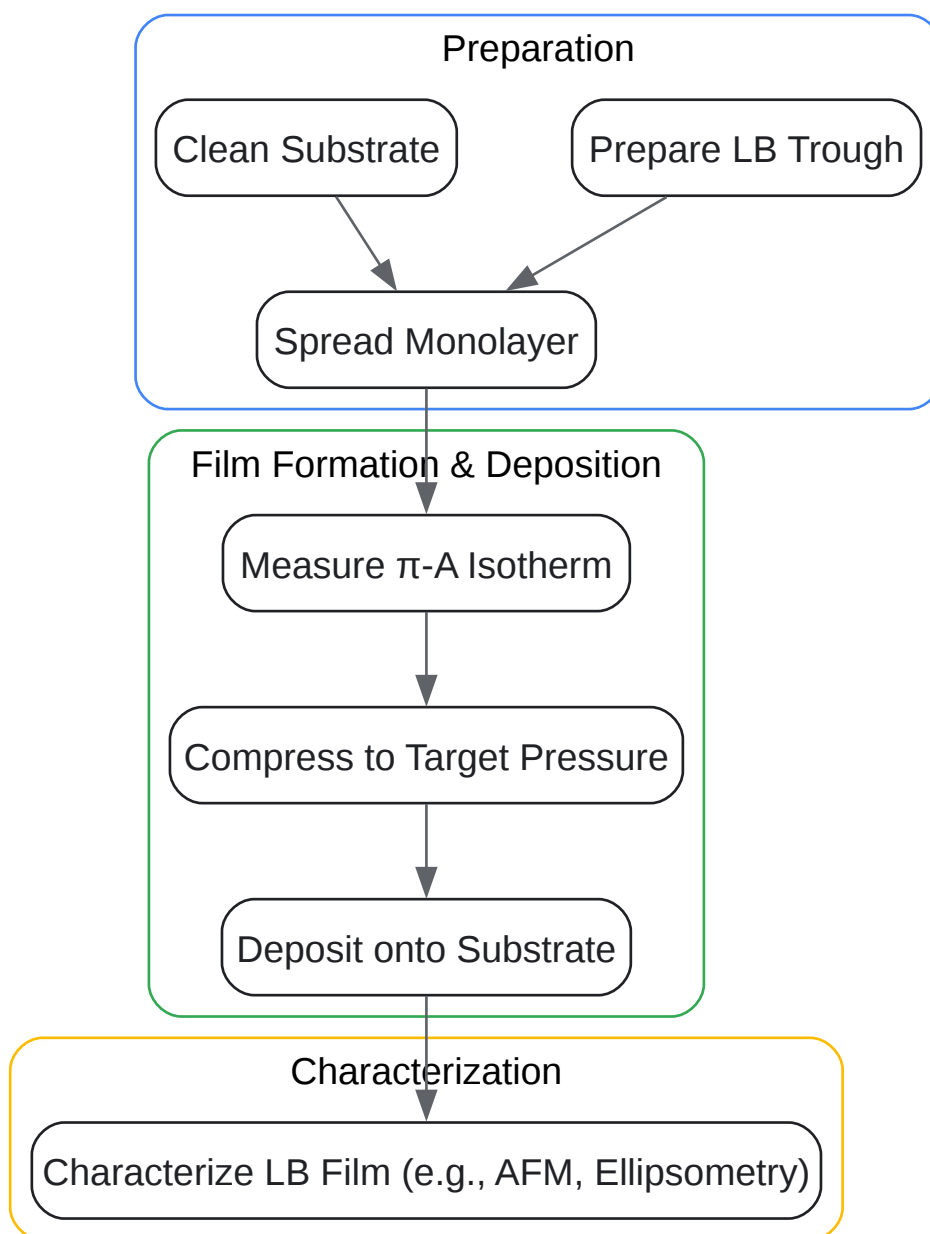 Preparation
Clean Substrate
Prepare LB Trough
Spread Monolayer
Film Formation & Deposition
Measure π-A Isotherm
Compress to Target Pressure
Deposit onto Substrate
Characterization
Characterize LB Film (e.g., AFM, Ellipsometry)